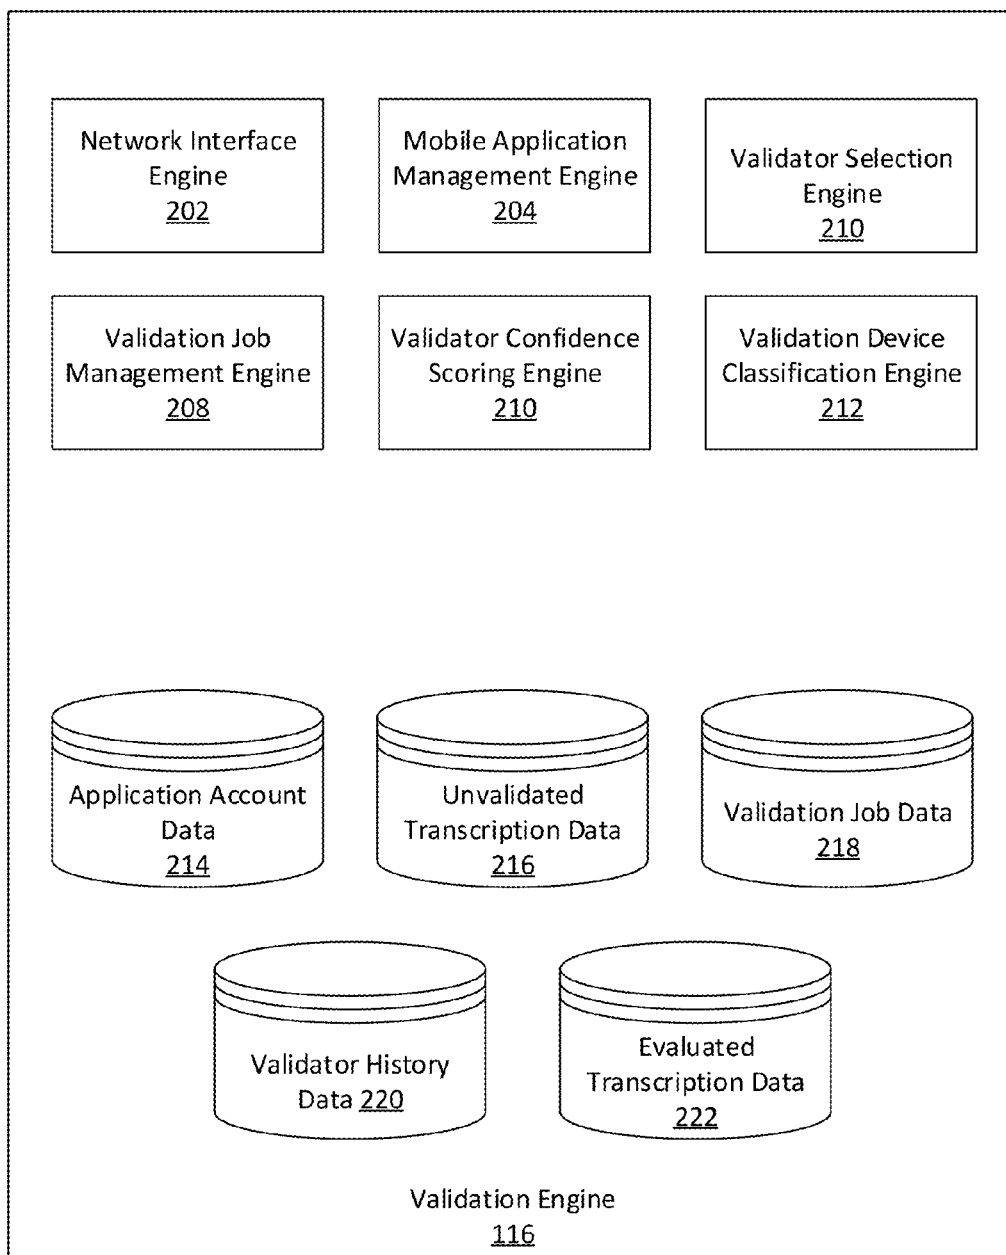 Network Interface
Engine
202
Mobile Application
Management Engine
204
Validator Selection
Engine
210
Validation Job
Management Engine
208
Validator Confidence
Scoring Engine
210
Validation Device
Classification Engine
212
Application Account
Data
214
Unvalidated
Transcription Data
216
Validation Job Data
218
Validator History
Data 220
Evaluated
Transcription Data
222
Validation Engine
116